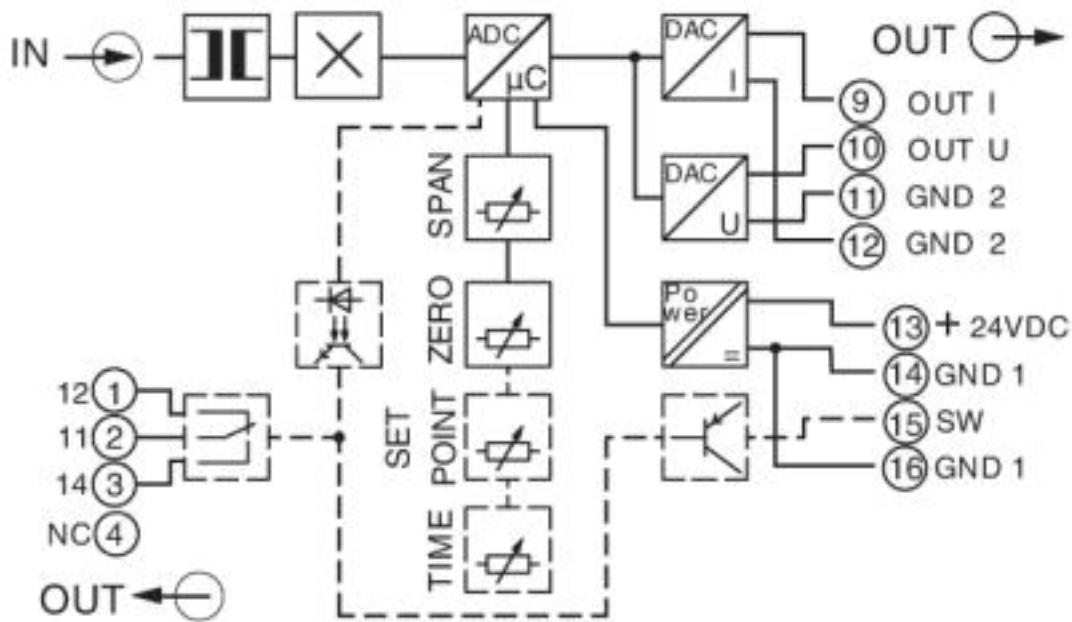 IN
ADC
µC
DAC
I
OUT
9 OUT I
10 OUT U
11 GND 2
12 GND 2
DAC
U
SPAN
ZERO
SET
POINT
TIME
Po
wer
=
13 + 24VDC
14 GND 1
15 SW
16 GND 1
12 1
11 2
14 3
NC 4
OUT